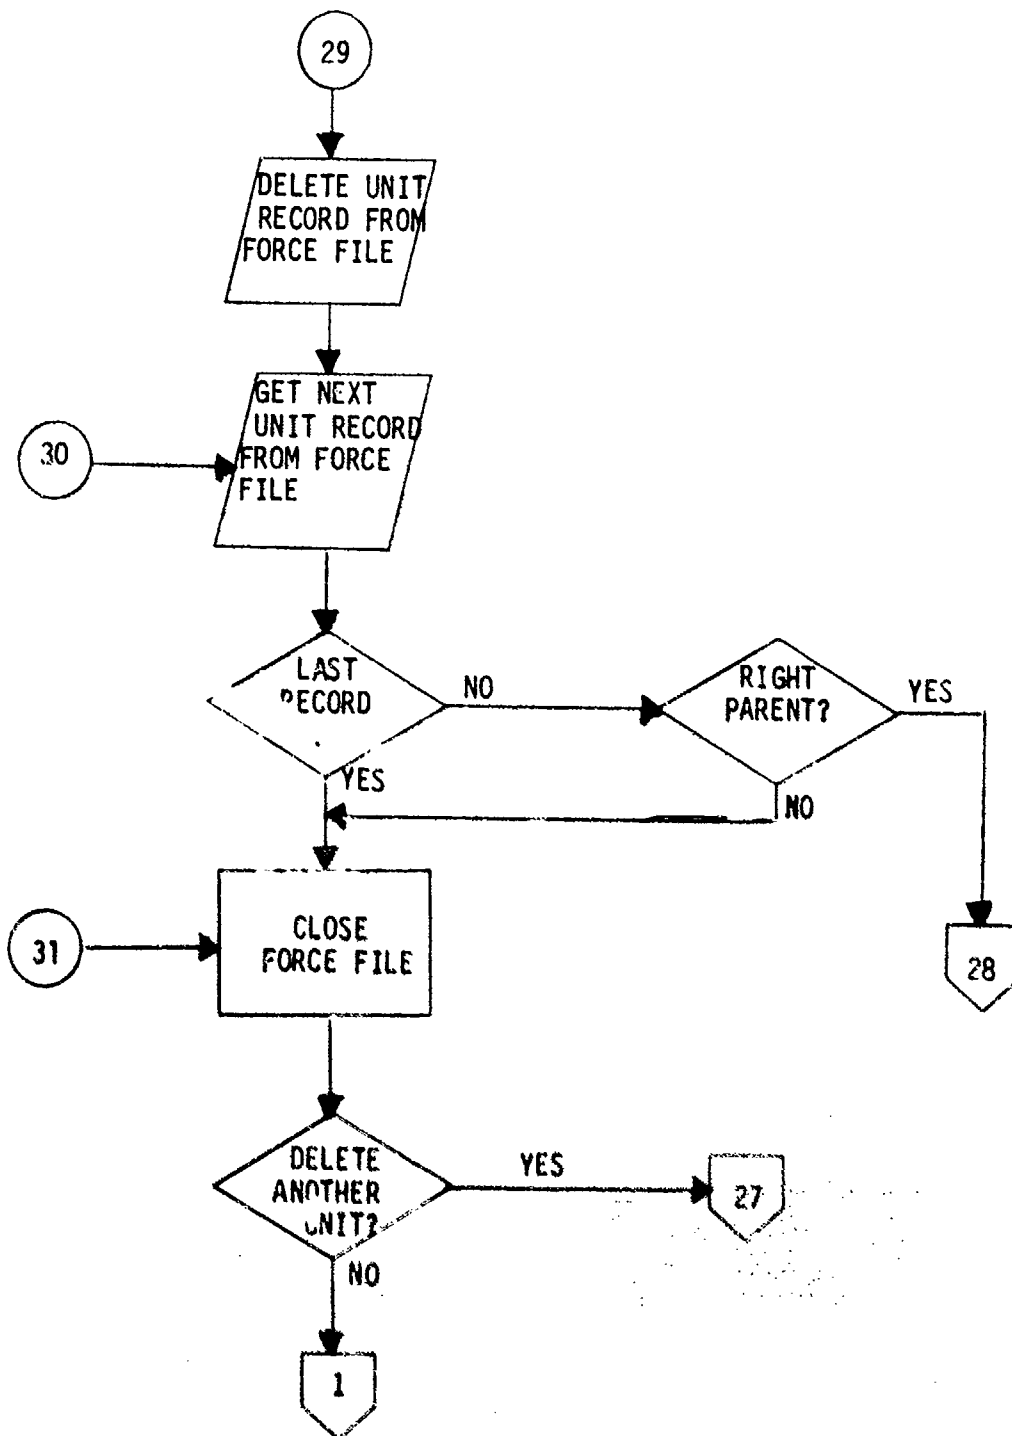 29
DELETE UNIT
RECORD FROM
FORCE FILE
GET NEXT
UNIT RECORD
FROM FORCE
FILE
30
LAST
RECORD
NO
RIGHT
PARENT?
YES
YES
NO
CLOSE
FORCE FILE
31
28
DELETE
ANOTHER
UNIT?
YES
27
NO
1